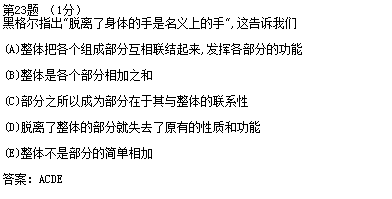 第23题 (1分)
黑格尔指出"脱离了身体的手是名义上的手",这告诉我们
(A)整体把各个组成部分互相联结起来,发挥各部分的功能
(B)整体是各个部分相加之和
(C)部分之所以成为部分在于其与整体的联系性
(D)脱离了整体的部分就失去了原有的性质和功能
(E)整体不是部分的简单相加
答案: ACDE